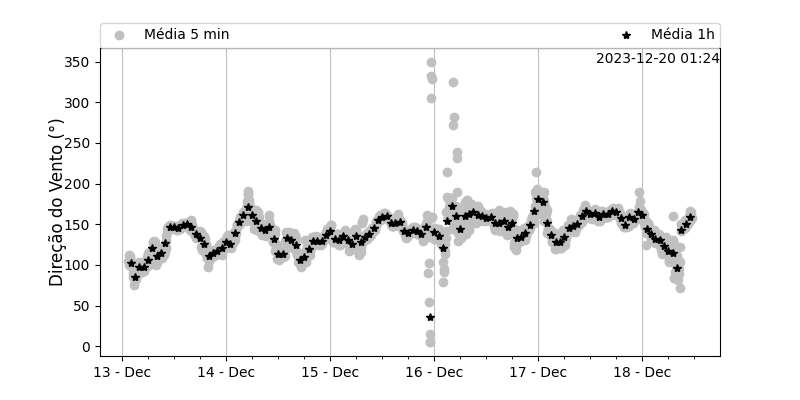 Média 5 min
Média 1h
2023-12-20 01:24
Direção do Vento (°)
350
300
250
200
150
100
50
0
13 - Dec
14 - Dec
15 - Dec
16 - Dec
17 - Dec
18 - Dec